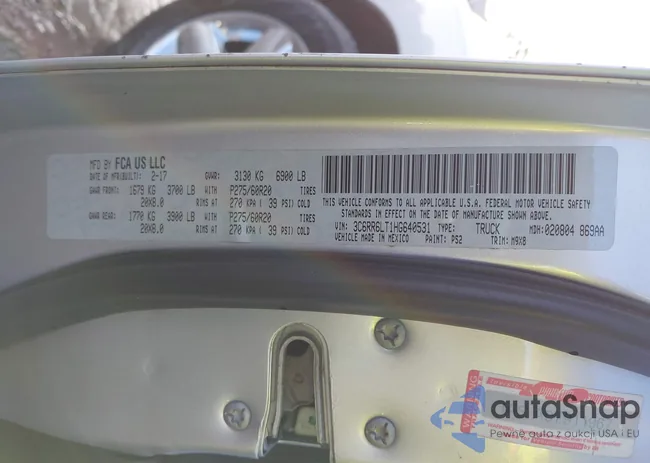 MFD BY FCA US LLC
DATE OF MFR(BUILT): 2-17 GVWR: 3130 KG 6900 LB
GAWR FRONT: 1679 KG 3700 LB WITH P275/60R20 TIRES
20X8.0 RIMS AT 270 KPA( 39 PSI) COLD
GAWR REAR: 1770 KG 3900 LB WITH P275/60R20 TIRES
20X8.0 RIMS AT 270 KPA( 39 PSI) COLD
THIS VEHICLE CONFORMS TO ALL APPLICABLE U.S.A. FEDERAL MOTOR VEHICLE SAFETY
STANDARDS IN EFFECT ON THE DATE OF MANUFACTURE SHOWN ABOVE.
VIN: 3C6RR6LT1HG640531 TYPE: TRUCK MDH: 020804 869AA
VEHICLE MADE IN MEXICO PAINT: PS2 TRIM: M9X8
WARNING
autoSnap
Pewne auta z aukcji USA i EU